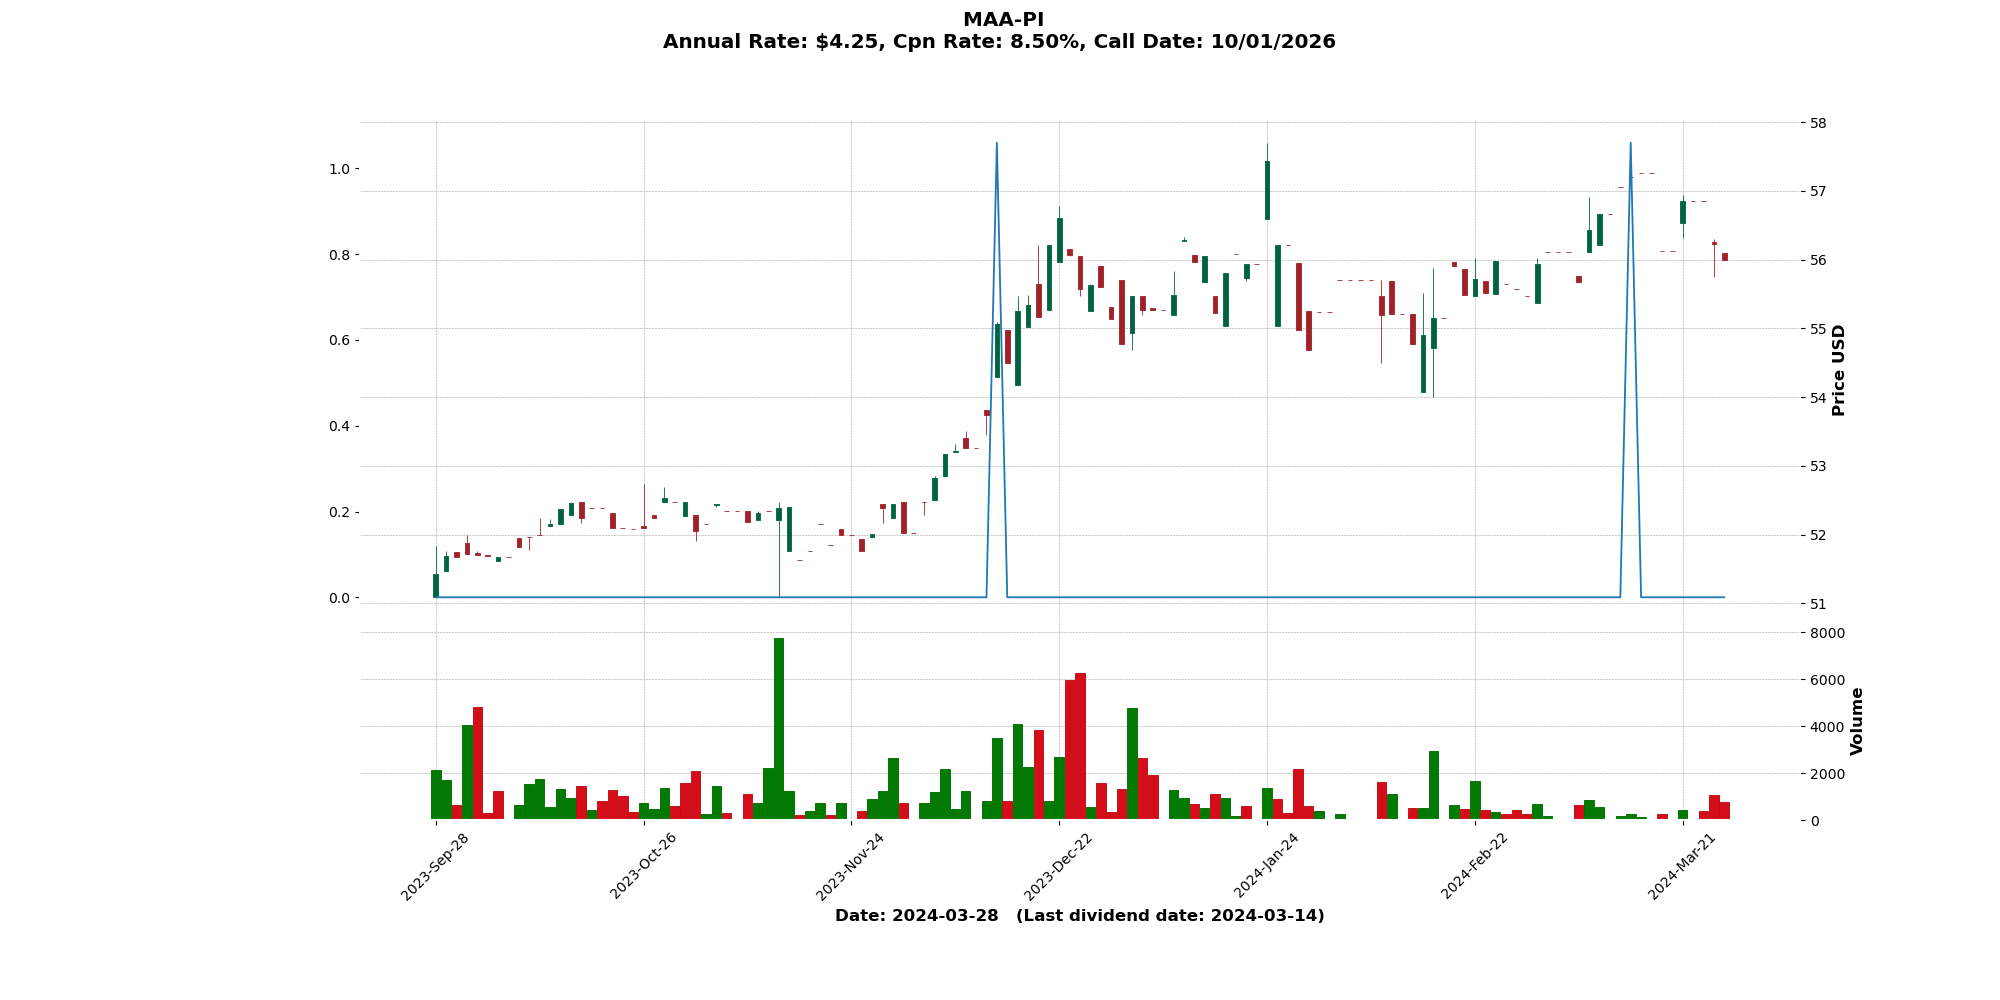 MAA-PI
Annual Rate: $4.25, Cpn Rate: 8.50%, Call Date: 10/01/2026
1.0
0.8
0.6
0.4
0.2
0.0
58
57
56
55
54
53
52
51
Price USD
8000
6000
4000
2000
0
Volume
2023-Sep-28
2023-Oct-26
2023-Nov-24
2023-Dec-22
2024-Jan-24
2024-Feb-22
2024-Mar-21
Date: 2024-03-28 (Last dividend date: 2024-03-14)